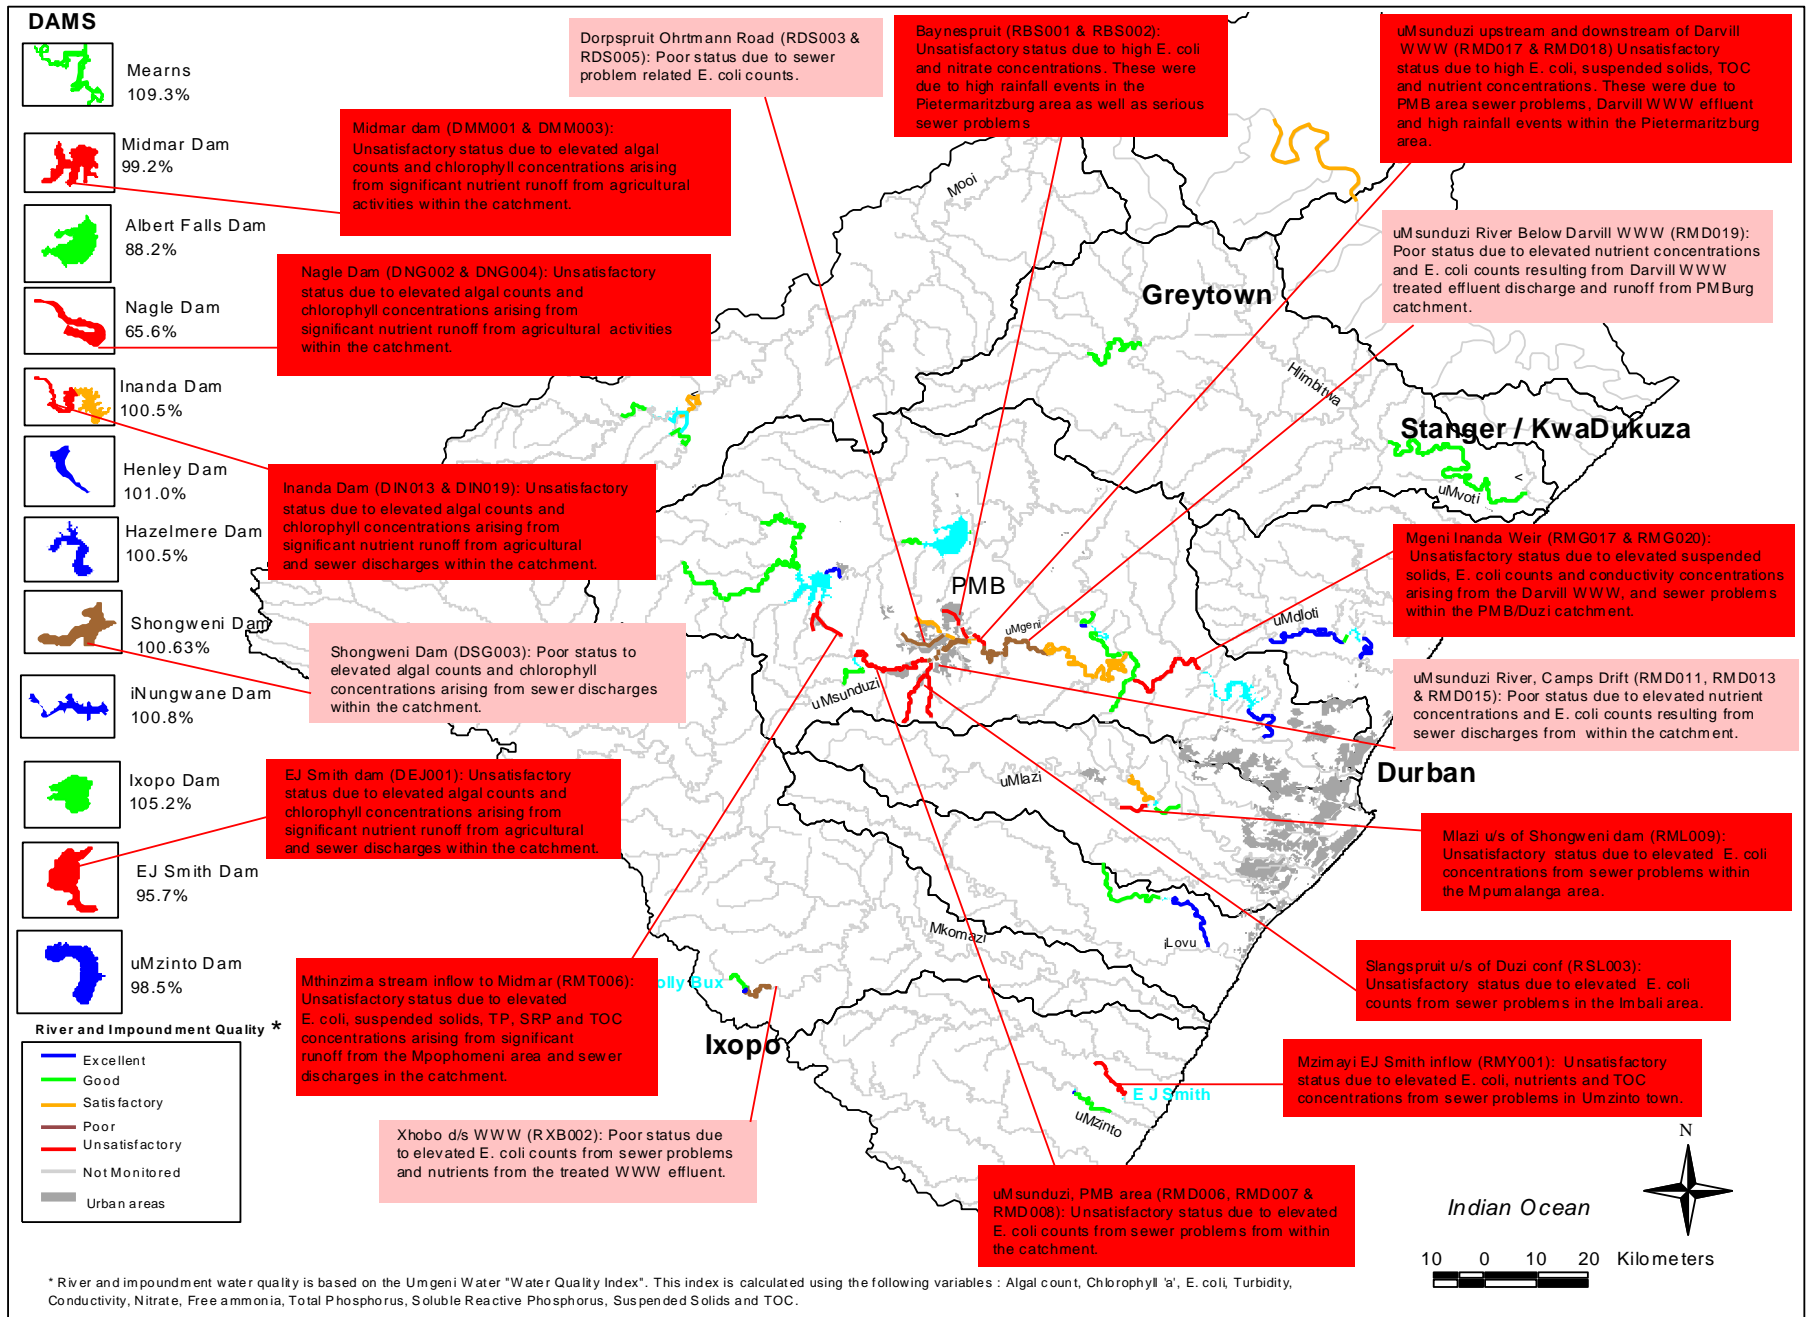 DAMS
Mearns
109.3%
Midmar Dam
99.2%
Albert Falls Dam
88.2%
Nagle Dam
65.6%
Inanda Dam
100.5%
Henley Dam
101.0%
Hazelmere Dam
100.5%
Shongweni Dam
100.63%
iNungwane Dam
100.8%
Ixopo Dam
105.2%
EJ Smith Dam
95.7%
uMzinto Dam
98.5%
River and Impoundment Quality *
Excellent
Good
Satisfactory
Poor
Unsatisfactory
Not Monitored
Urban areas
Dorpspruit Ohrtmann Road (RDS003 &
RDS005): Poor status due to sewer
problem related E. coli counts.
Baynespruit (RBS001 & RBS002):
Unsatisfactory status due to high E. coli
and nitrate concentrations. These were
due to high rainfall events in the
Pietermaritzburg area as well as serious
sewer problems
uMsunduzi upstream and downstream of Darvill
WWW (RMD017 & RMD018) Unsatisfactory
status due to high E. coli, suspended solids, TOC
and nutrient concentrations. These were due to
PMB area sewer problems, Darvill WWW effluent
and high rainfall events within the Pietermaritzburg
area.
Midmar dam (DMM001 & DMM003):
Unsatisfactory status due to elevated algal
counts and chlorophyll concentrations arising
from significant nutrient runoff from agricultural
activities within the catchment.
uMsunduzi River Below Darvill WWW (RMD019):
Poor status due to elevated nutrient concentrations
and E. coli counts resulting from Darvill WWW
treated effluent discharge and runoff from PMBurg
catchment.
Nagle Dam (DNG002 & DNG004): Unsatisfactory
status due to elevated algal counts and
chlorophyll concentrations arising from
significant nutrient runoff from agricultural activities
within the catchment.
Inanda Dam (DIN013 & DIN019): Unsatisfactory
status due to elevated algal counts and
chlorophyll concentrations arising from
significant nutrient runoff from agricultural
and sewer discharges within the catchment.
Mgeni Inanda Weir (RMG017 & RMG020):
Unsatisfactory status due to elevated suspended
solids, E. coli counts and conductivity concentrations
arising from the Darvill WWW, and sewer problems
within the PMB/Duzi catchment.
Shongweni Dam (DSG003): Poor status to
elevated algal counts and chlorophyll
concentrations arising from sewer discharges
within the catchment.
uMsunduzi River, Camps Drift (RMD011, RMD013
& RMD015): Poor status due to elevated nutrient
concentrations and E. coli counts resulting from
sewer discharges from within the catchment.
EJ Smith dam (DEJ001): Unsatisfactory
status due to elevated algal counts and
chlorophyll concentrations arising from
significant nutrient runoff from agricultural
and sewer discharges within the catchment.
Mlazi u/s of Shongweni dam (RML009):
Unsatisfactory status due to elevated E. coli
concentrations from sewer problems within
the Mpumalanga area.
Slangspruit u/s of Duzi conf (RSL003):
Unsatisfactory status due to elevated E. coli
counts from sewer problems in the Imbali area.
Mthinzima stream inflow to Midmar (RMT006):
Unsatisfactory status due to elevated
E. coli, suspended solids, TP, SRP and TOC
concentrations arising from significant
runoff from the Mpophomeni area and sewer
discharges in the catchment.
Mzimayi EJ Smith inflow (RMY001): Unsatisfactory
status due to elevated E. coli, nutrients and TOC
concentrations from sewer problems in Umzinto town.
Xhobo d/s WWW (RXB002): Poor status due
to elevated E. coli counts from sewer problems
and nutrients from the treated WWW effluent.
uMsunduzi, PMB area (RMD006, RMD007 &
RMD008): Unsatisfactory status due to elevated
E. coli counts from sewer problems from within
the catchment.
Mooi
Greytown
Hlimbitwa
Stanger / KwaDukuza
uMvoti
PMB
uMgeni
uMdloti
uMsunduzi
uMlazi
Durban
iLovu
Mkomazi
olly Bux
Ixopo
E J Smith
uMzinto
N
Indian Ocean
10 0 10 20 Kilometers
* River and impoundment water quality is based on the Umgeni Water "Water Quality Index". This index is calculated using the following variables : Algal count, Chlorophyll 'a', E. coli, Turbidity,
Conductivity, Nitrate, Free ammonia, Total Phosphorus, Soluble Reactive Phosphorus, Suspended Solids and TOC.